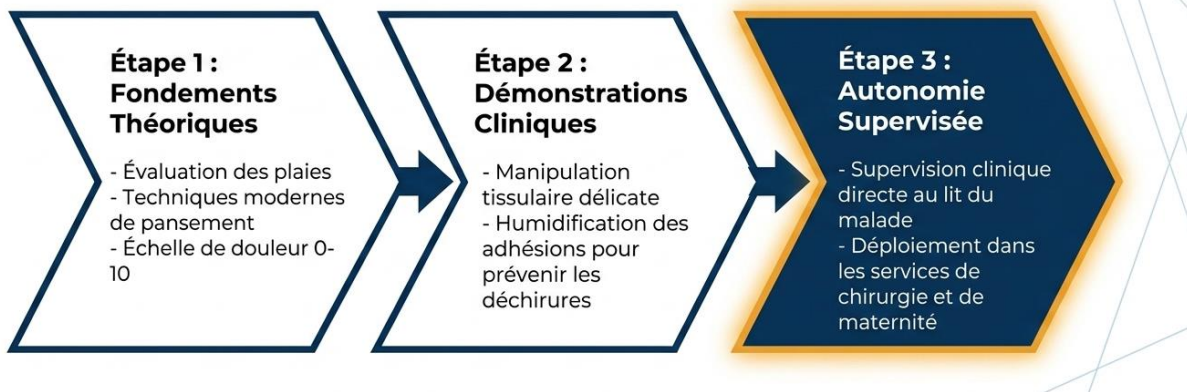 Étape 1 :
Fondements
Théoriques
- Évaluation des plaies
- Techniques modernes
de pansement
- Échelle de douleur 0-
10
Étape 2 :
Démonstrations
Cliniques
- Manipulation
tissulaire délicate
- Humidification des
adhésions pour
prévenir les
déchirures
Étape 3 :
Autonomie
Supervisée
- Supervision clinique
directe au lit du
malade
- Déploiement dans
les services de
chirurgie et de
maternité